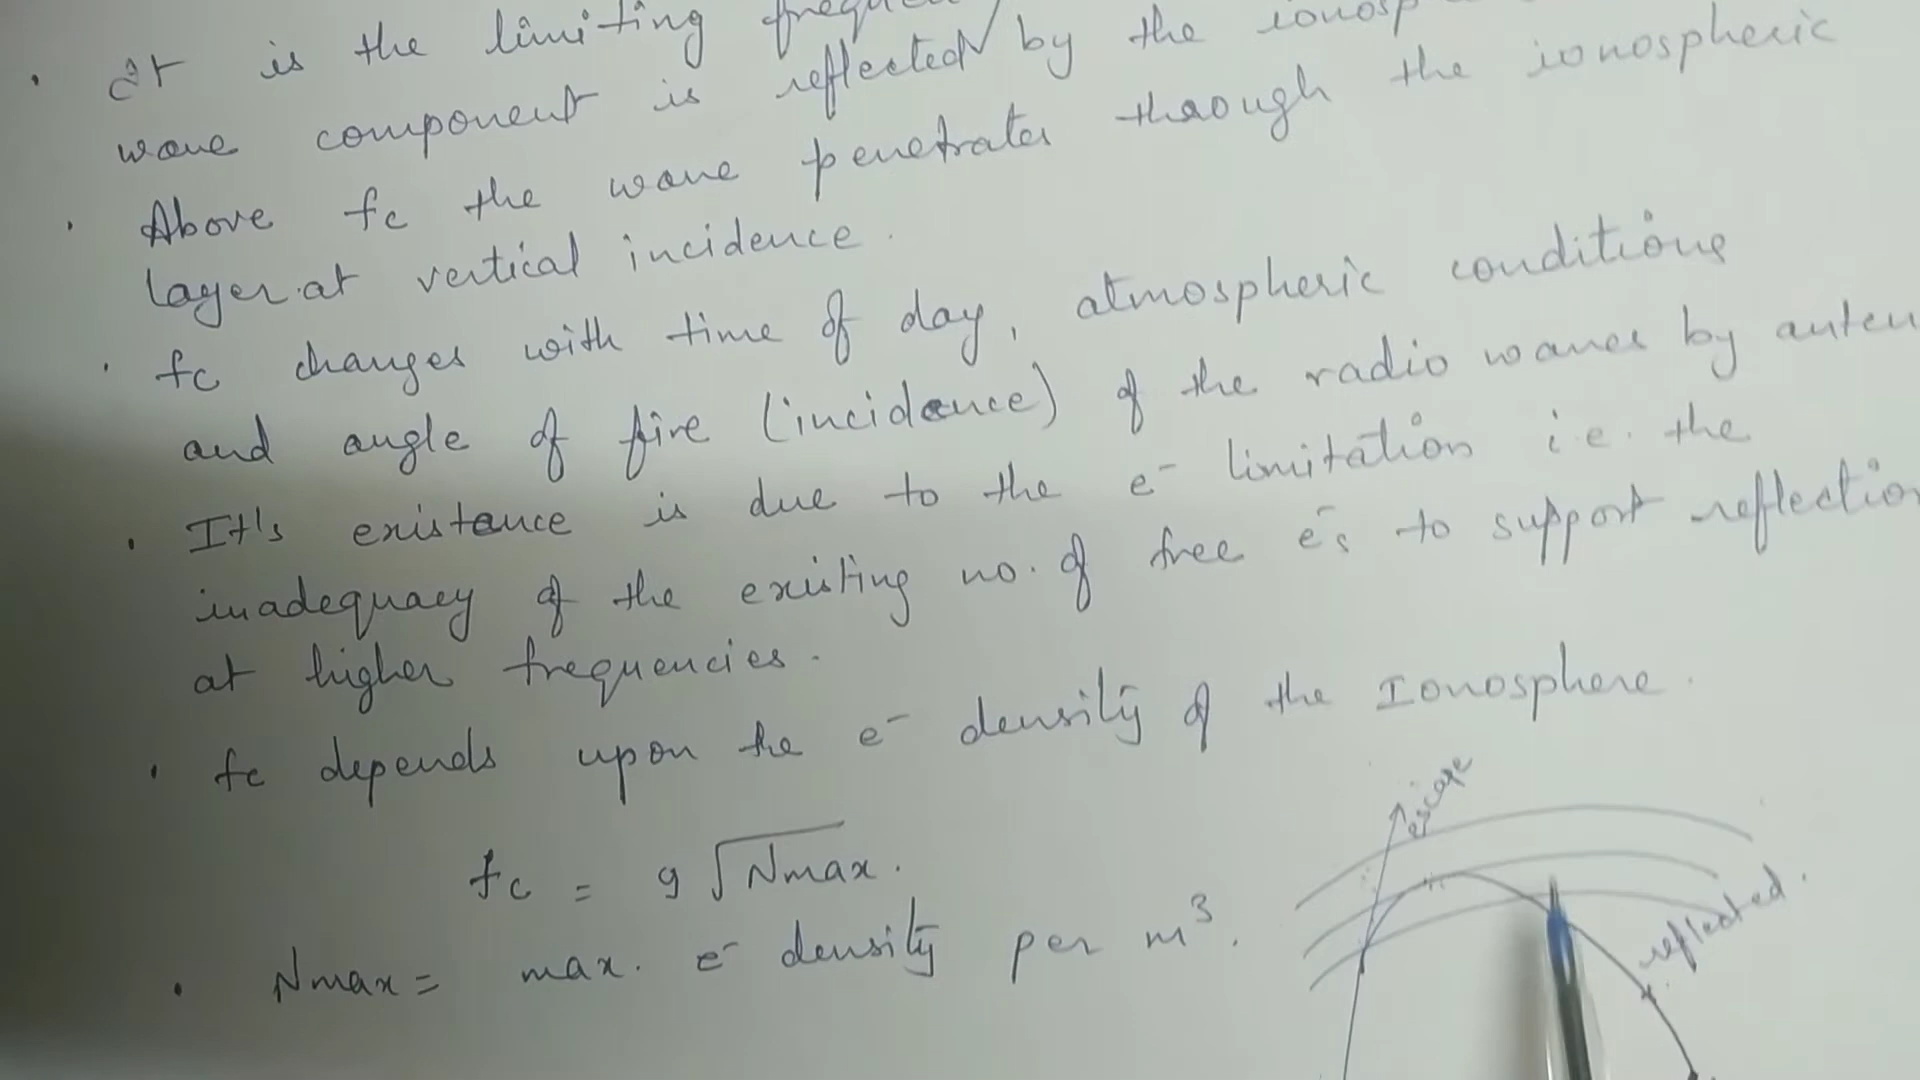 . It is the limiting
wave component is reflected by the
. Above fc the wave penetrates through the ionospheric
layer at vertical incidence.
. fc changes with time of day, atmospheric conditions
and angle of fire (incidence) of the radio waves by
. It's existence is due to the e⁻ limitation i.e. the
inadequacy of the existing no. of free e⁻s to support reflection
at higher frequencies.
. fc depends upon the e⁻ density of the Ionosphere.
fc = 9 √Nmax.
. Nmax = max. e⁻ density per m³.
escape
reflected.